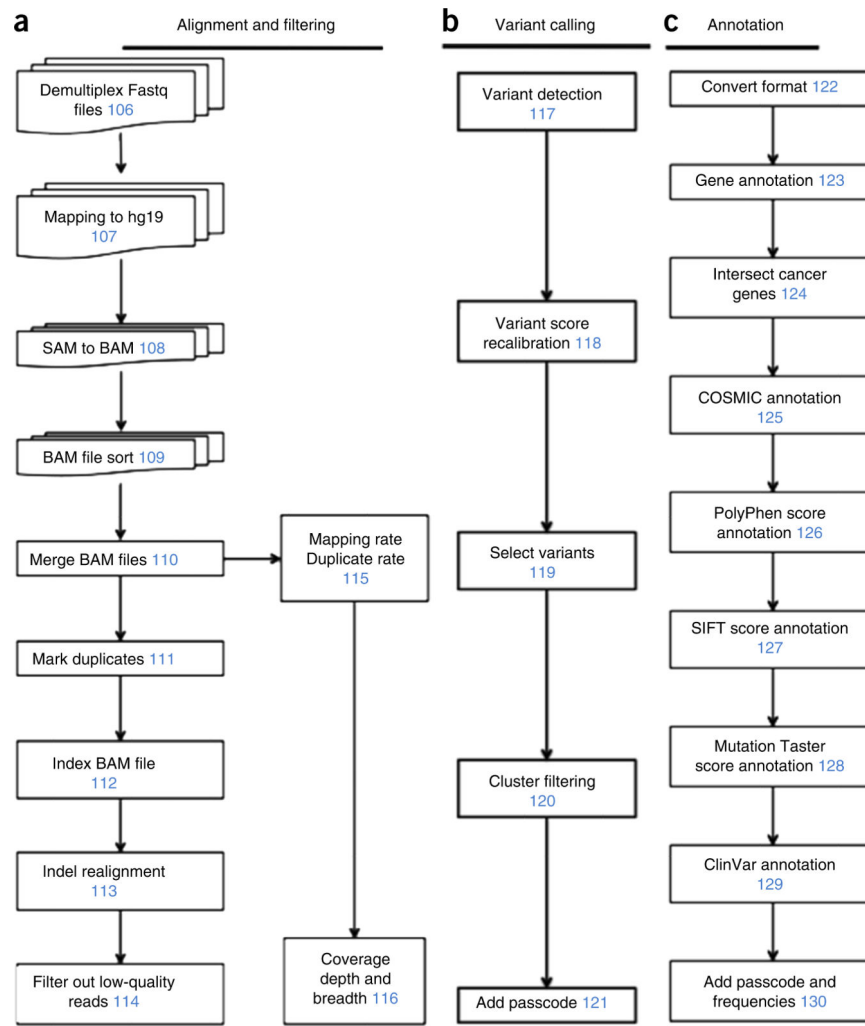 a
Alignment and filtering
Demultiplex Fastq
files 106
Mapping to hg19
107
SAM to BAM 108
BAM file sort 109
Merge BAM files 110
Mark duplicates 111
Index BAM file
112
Indel realignment
113
Filter out low-quality
reads 114
Mapping rate
Duplicate rate
115
Coverage
depth and
breadth 116
b
Variant calling
Variant detection
117
Variant score
recalibration 118
Select variants
119
Cluster filtering
120
Add passcode 121
c
Annotation
Convert format 122
Gene annotation 123
Intersect cancer
genes 124
COSMIC annotation
125
PolyPhen score
annotation 126
SIFT score annotation
127
Mutation Taster
score annotation 128
ClinVar annotation
129
Add passcode and
frequencies 130